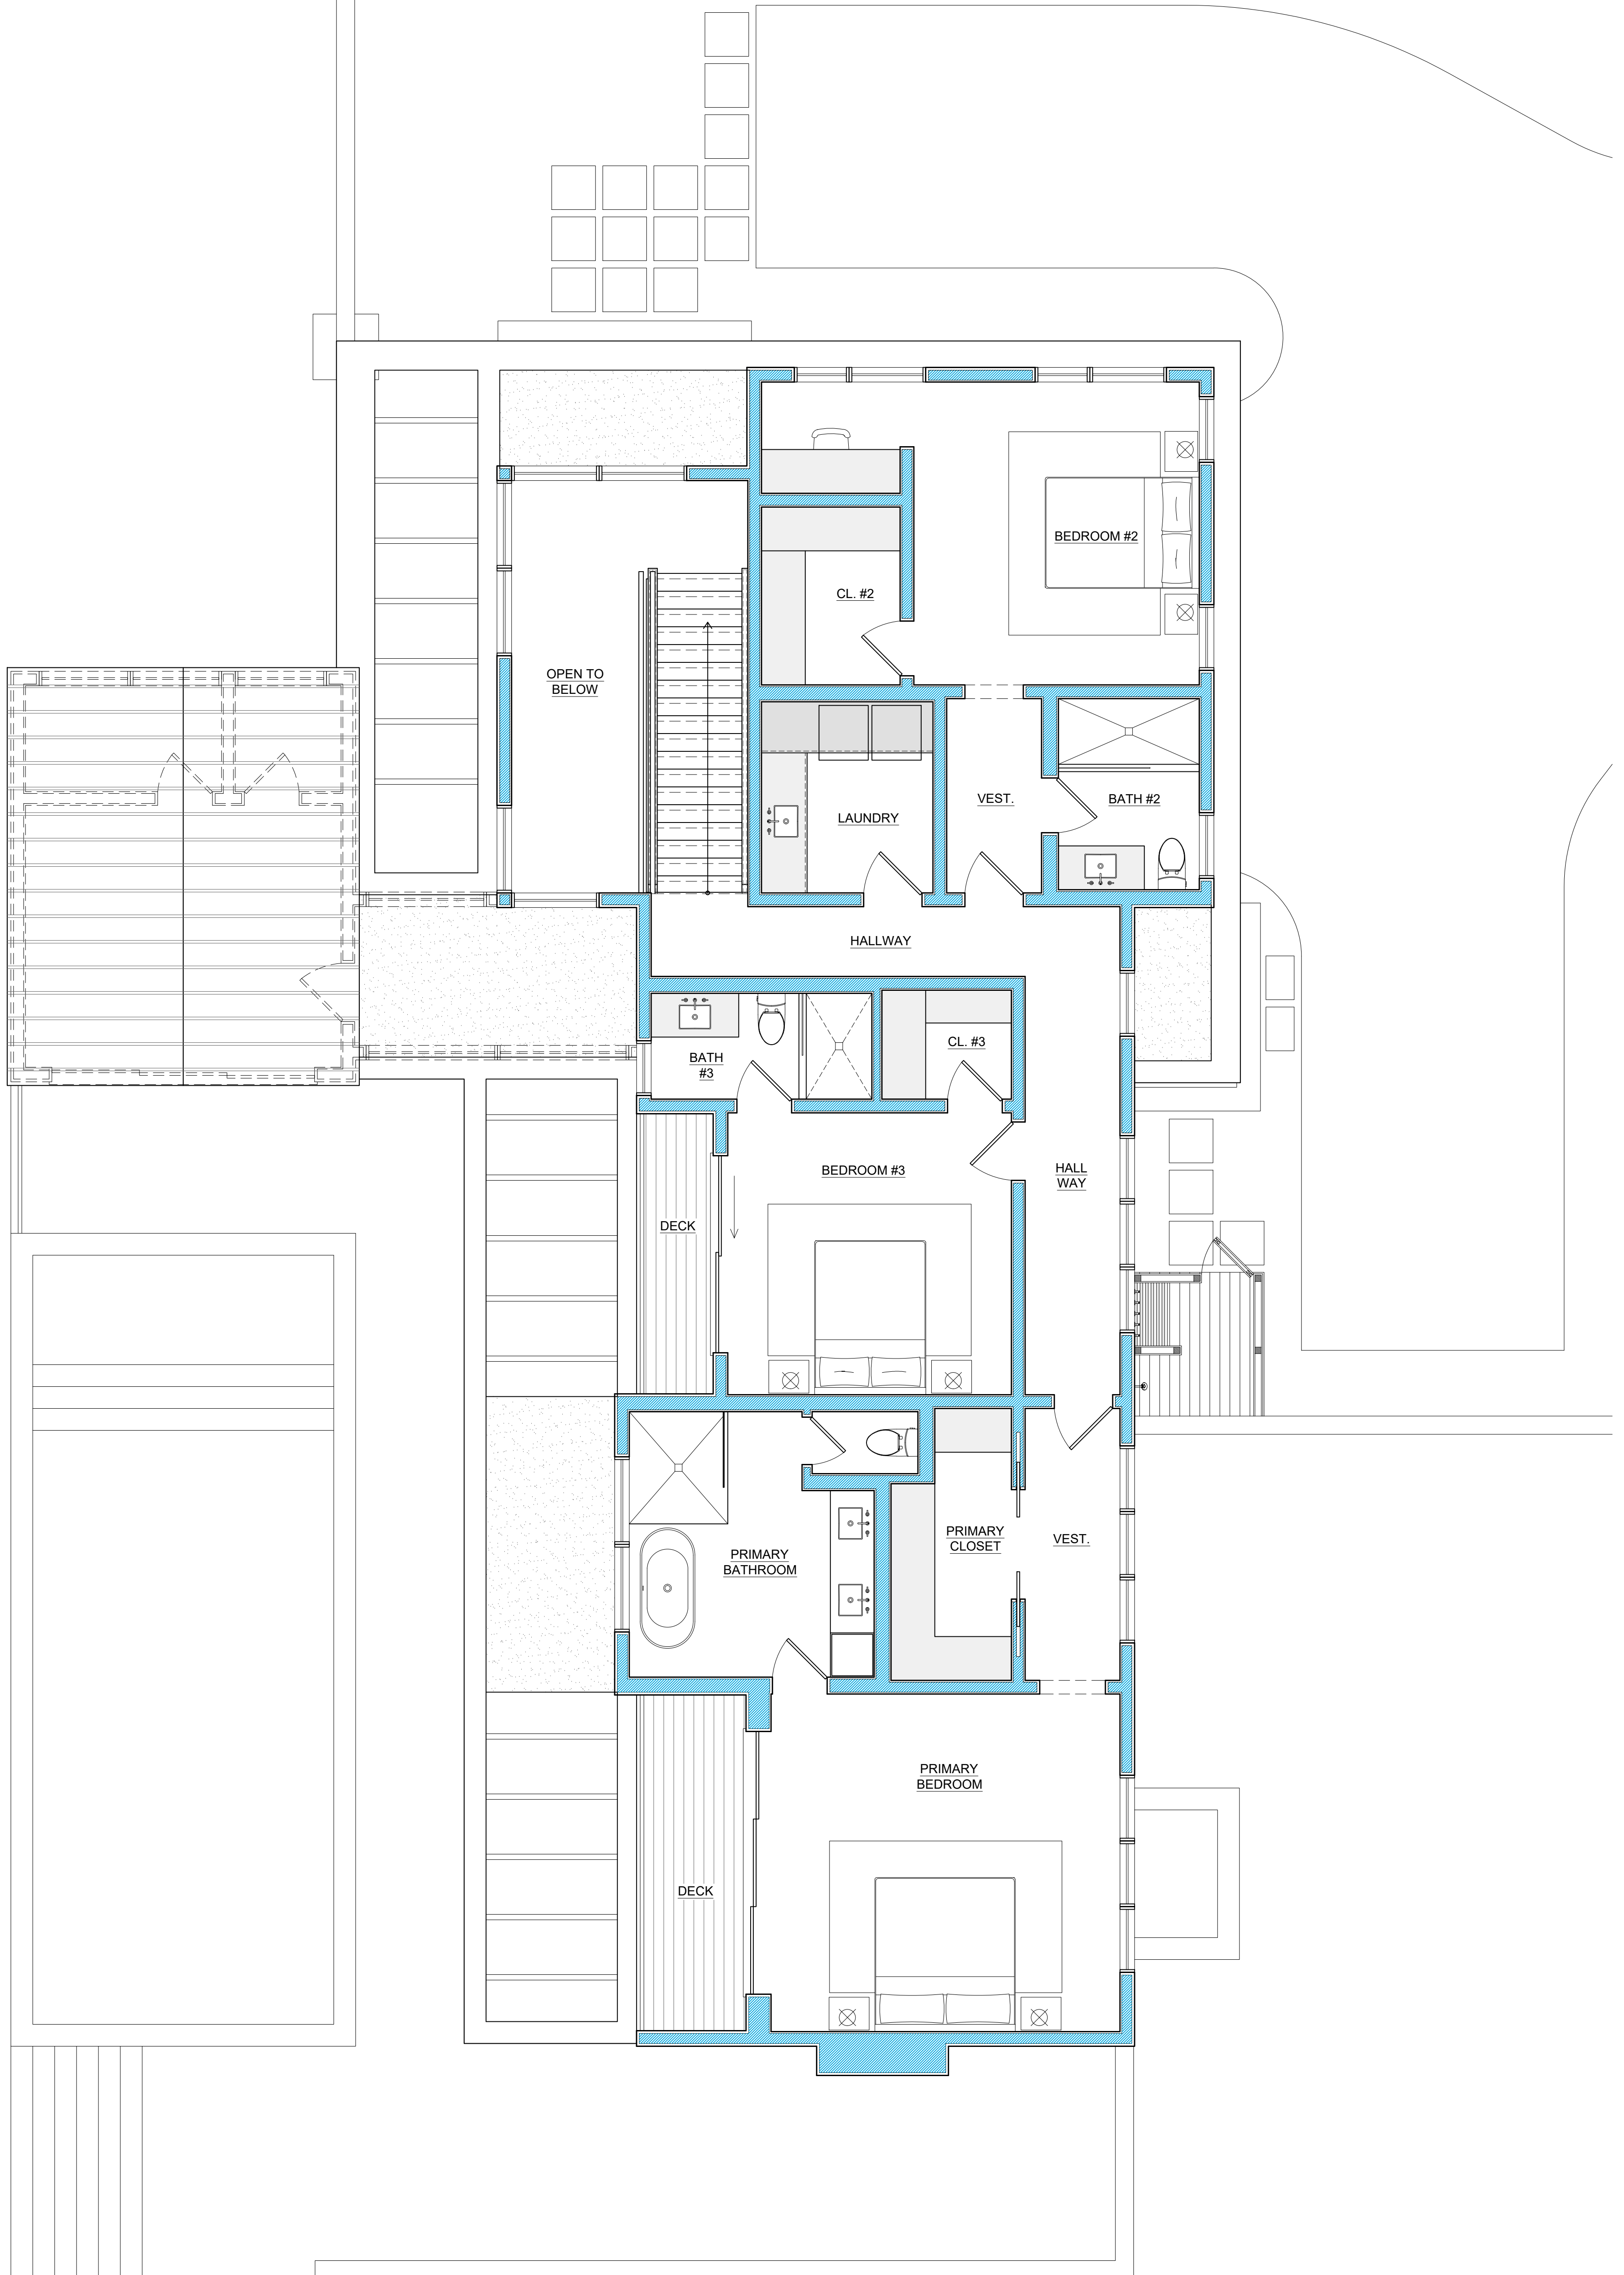 BEDROOM #2
CL. #2
OPEN TO
BELOW
VEST.
BATH #2
LAUNDRY
HALLWAY
CL. #3
BATH
#3
BEDROOM #3
HALL
WAY
DECK
PRIMARY
CLOSET
VEST.
PRIMARY
BATHROOM
PRIMARY
BEDROOM
DECK